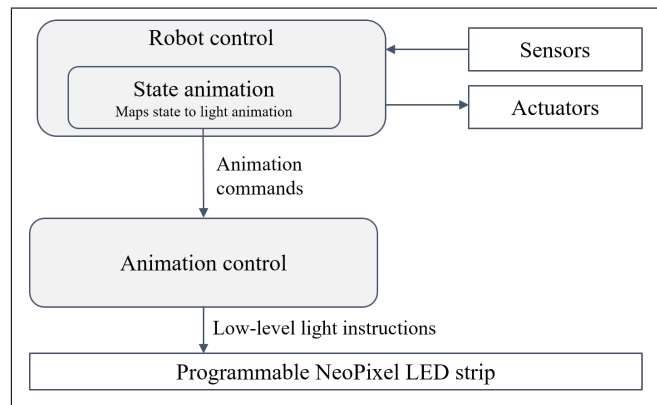 Robot control
State animation
Maps state to light animation
Sensors
Actuators
Animation
commands
Animation control
Low-level light instructions
Programmable NeoPixel LED strip